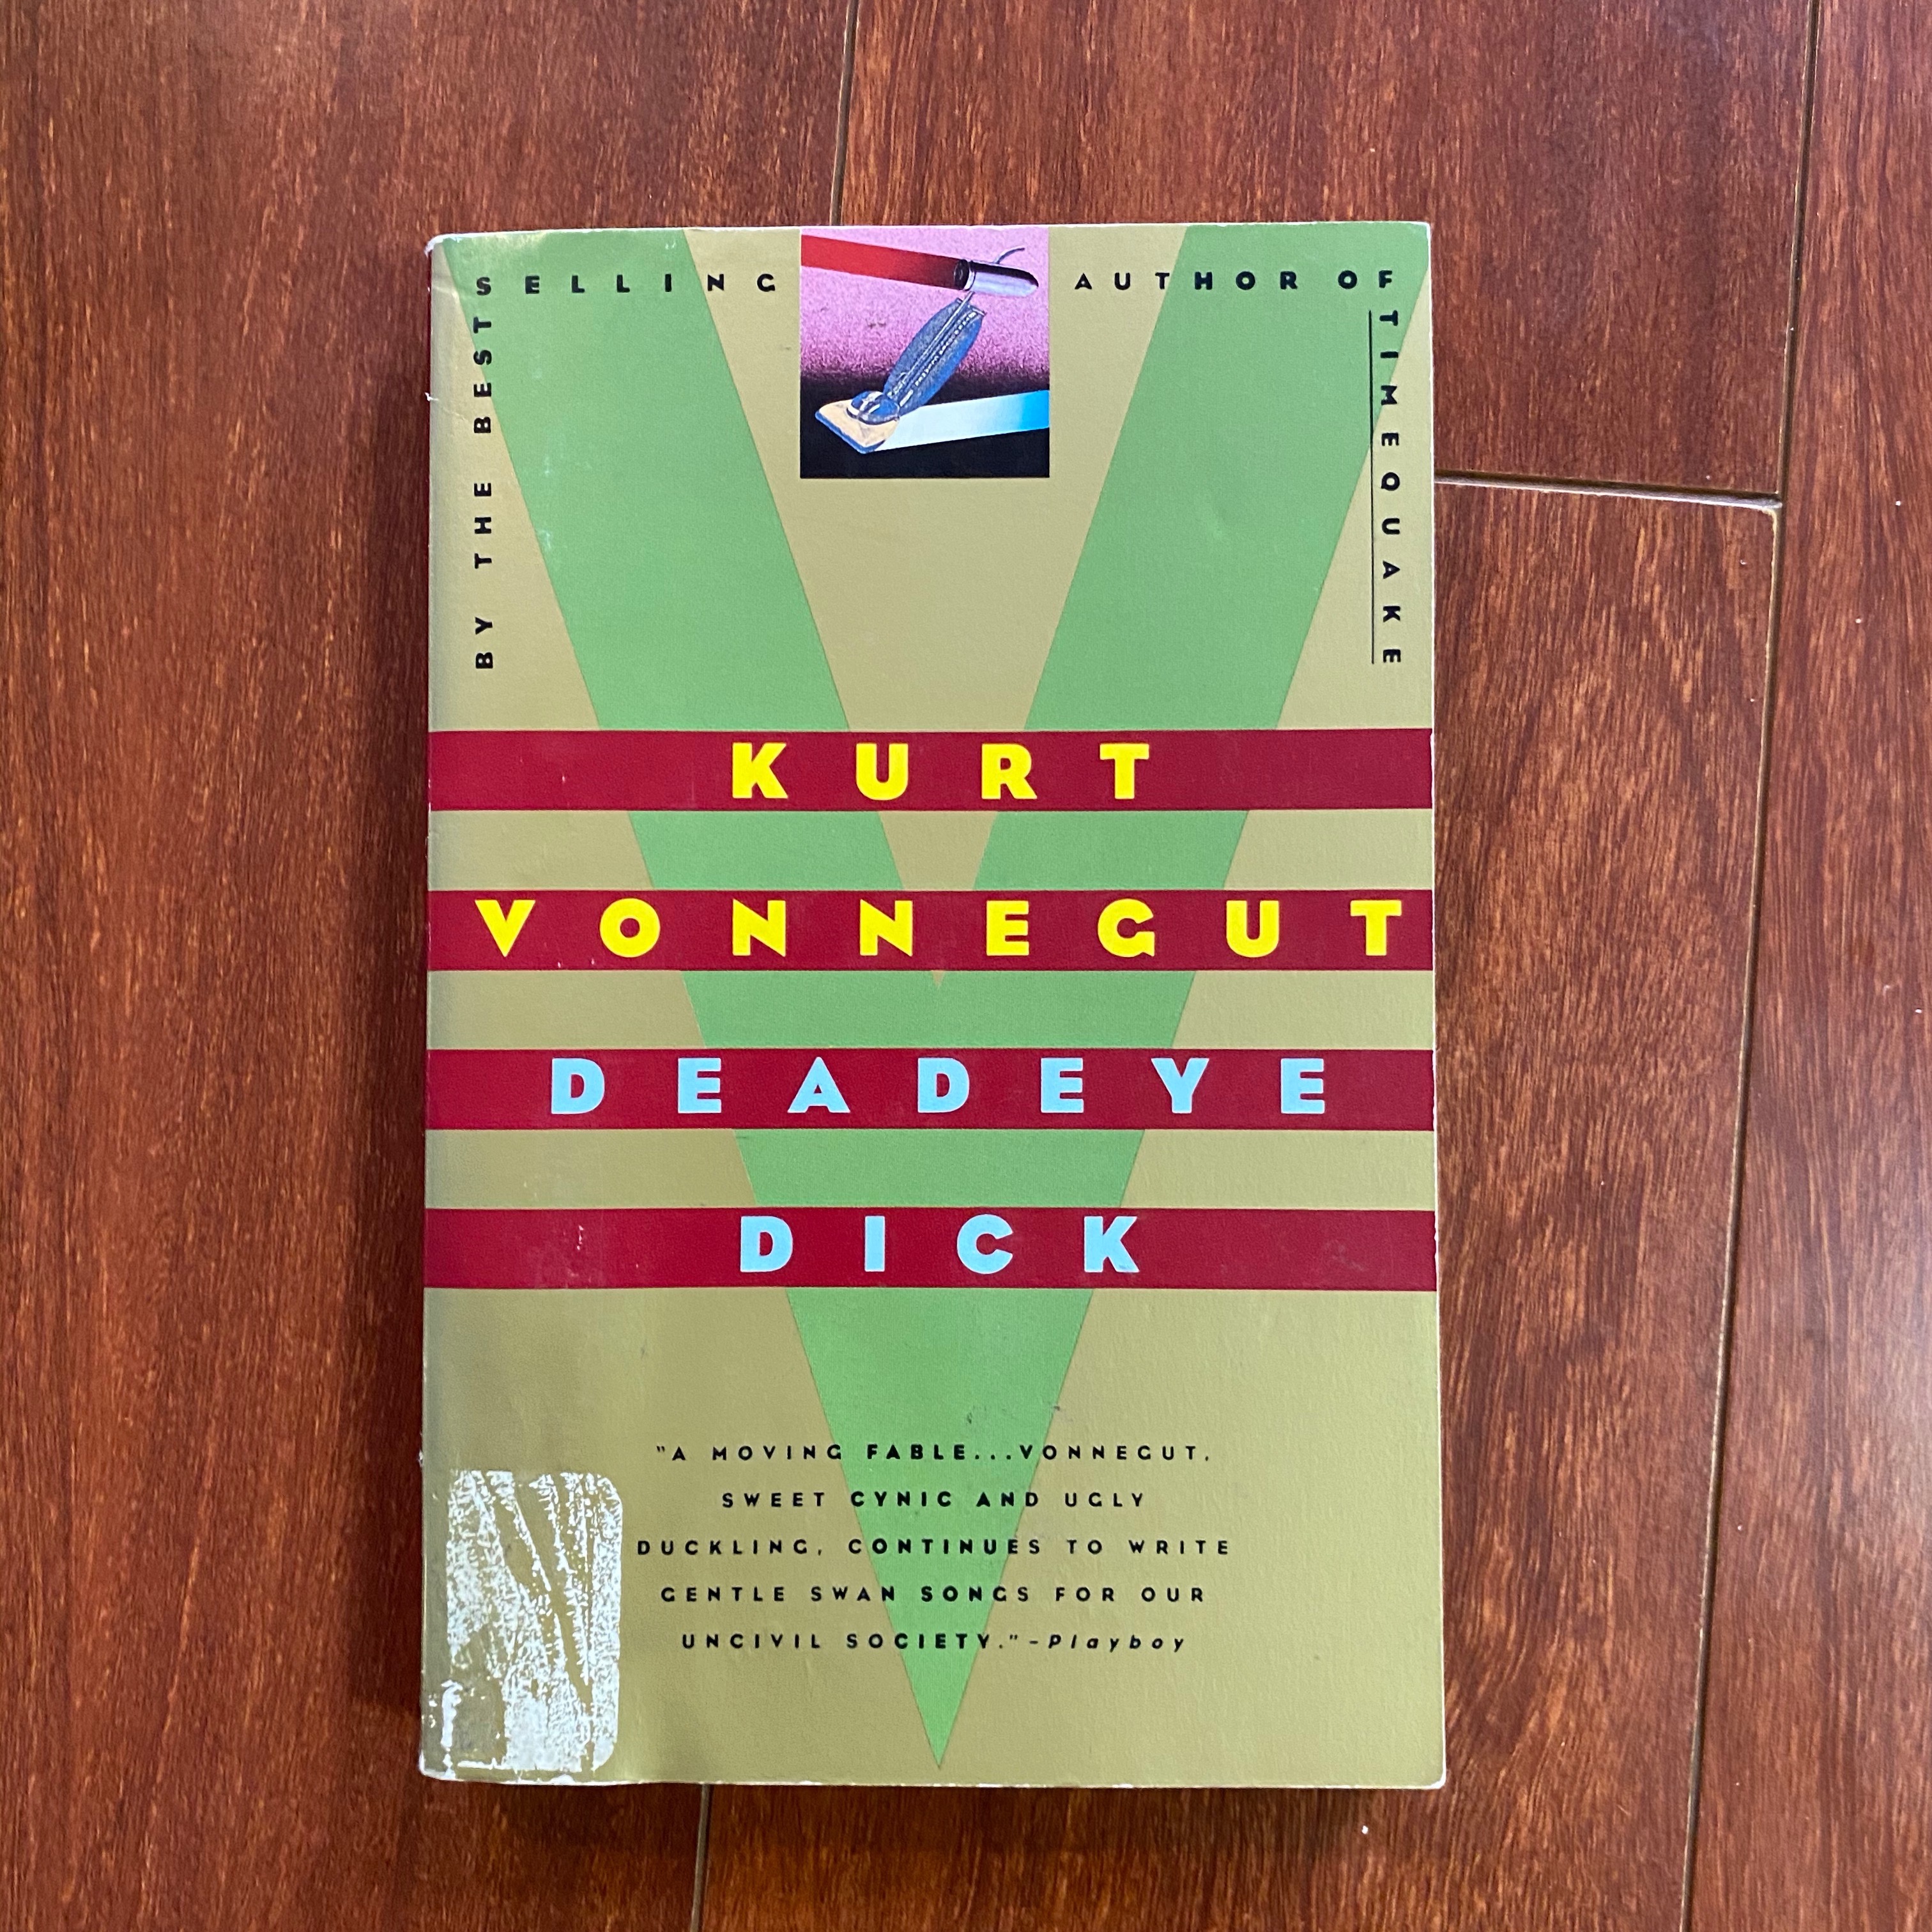 BY THE BESTSELLING AUTHOR OF TIMEQUAKE
KURT
VONNEGUT
DEADEYE
DICK
"A MOVING FABLE...VONNEGUT,
SWEET CYNIC AND UGLY
DUCKLING, CONTINUES TO WRITE
GENTLE SWAN SONGS FOR OUR
UNCIVIL SOCIETY."–Playboy